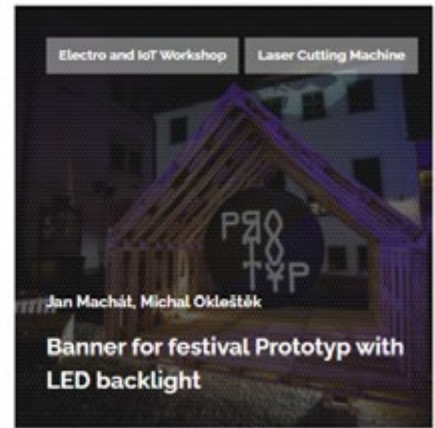 Electro and IoT Workshop
Laser Cutting Machine
PRO
TO
TYP
Jan Machát, Michal Okleštěk
Banner for festival Prototyp with
LED backlight